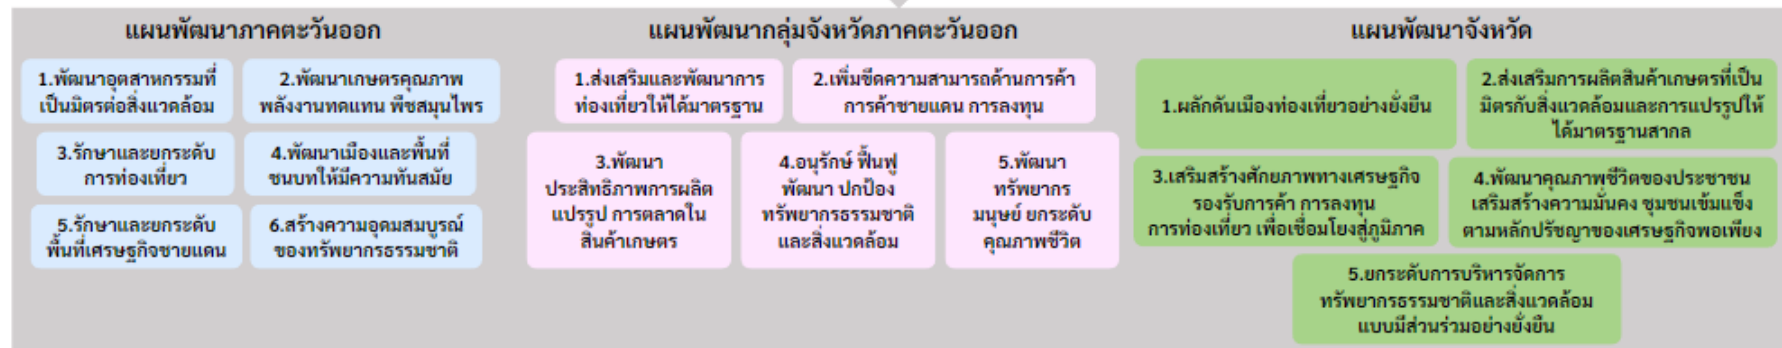 แผนพัฒนาภาคตะวันออก
1.พัฒนาอุตสาหกรรมที่
เป็นมิตรต่อสิ่งแวดล้อม
2.พัฒนาเกษตรคุณภาพ
พลังงานทดแทน พืชสมุนไพร
3.รักษาและยกระดับ
การท่องเที่ยว
4.พัฒนาเมืองและพื้นที่
ชนบทให้มีความทันสมัย
5.รักษาและยกระดับ
พื้นที่เศรษฐกิจชายแดน
6.สร้างความอุดมสมบูรณ์
ของทรัพยากรธรรมชาติ
แผนพัฒนากลุ่มจังหวัดภาคตะวันออก
1.ส่งเสริมและพัฒนาการ
ท่องเที่ยวให้ได้มาตรฐาน
2.เพิ่มขีดความสามารถด้านการค้า
การค้าชายแดน การลงทุน
3.พัฒนา
ประสิทธิภาพการผลิต
แปรรูป การตลาดใน
สินค้าเกษตร
4.อนุรักษ์ ฟื้นฟู
พัฒนา ปกป้อง
ทรัพยากรธรรมชาติ
และสิ่งแวดล้อม
5.พัฒนา
ทรัพยากร
มนุษย์ ยกระดับ
คุณภาพชีวิต
แผนพัฒนาจังหวัด
1.ผลักดันเมืองท่องเที่ยวอย่างยั่งยืน
2.ส่งเสริมการผลิตสินค้าเกษตรที่เป็น
มิตรกับสิ่งแวดล้อมและการแปรรูปให้
ได้มาตรฐานสากล
3.เสริมสร้างศักยภาพทางเศรษฐกิจ
รองรับการค้า การลงทุน
การท่องเที่ยว เพื่อเชื่อมโยงสู่ภูมิภาค
4.พัฒนาคุณภาพชีวิตของประชาชน
เสริมสร้างความมั่นคง ชุมชนเข้มแข็ง
ตามหลักปรัชญาของเศรษฐกิจพอเพียง
5.ยกระดับการบริหารจัดการ
ทรัพยากรธรรมชาติและสิ่งแวดล้อม
แบบมีส่วนร่วมอย่างยั่งยืน